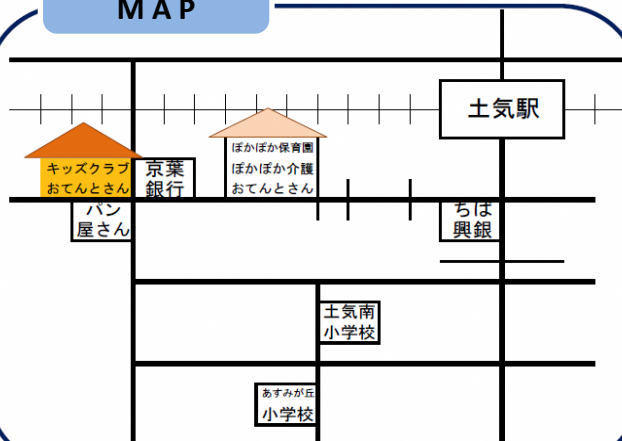 MAP
土気駅
ぽかぽか保育園
ぽかぽか介護
おてんとさん
キッズクラブ
おてんとさん
京葉
銀行
パン
屋さん
ちば
興銀
土気南
小学校
あすみが丘
小学校